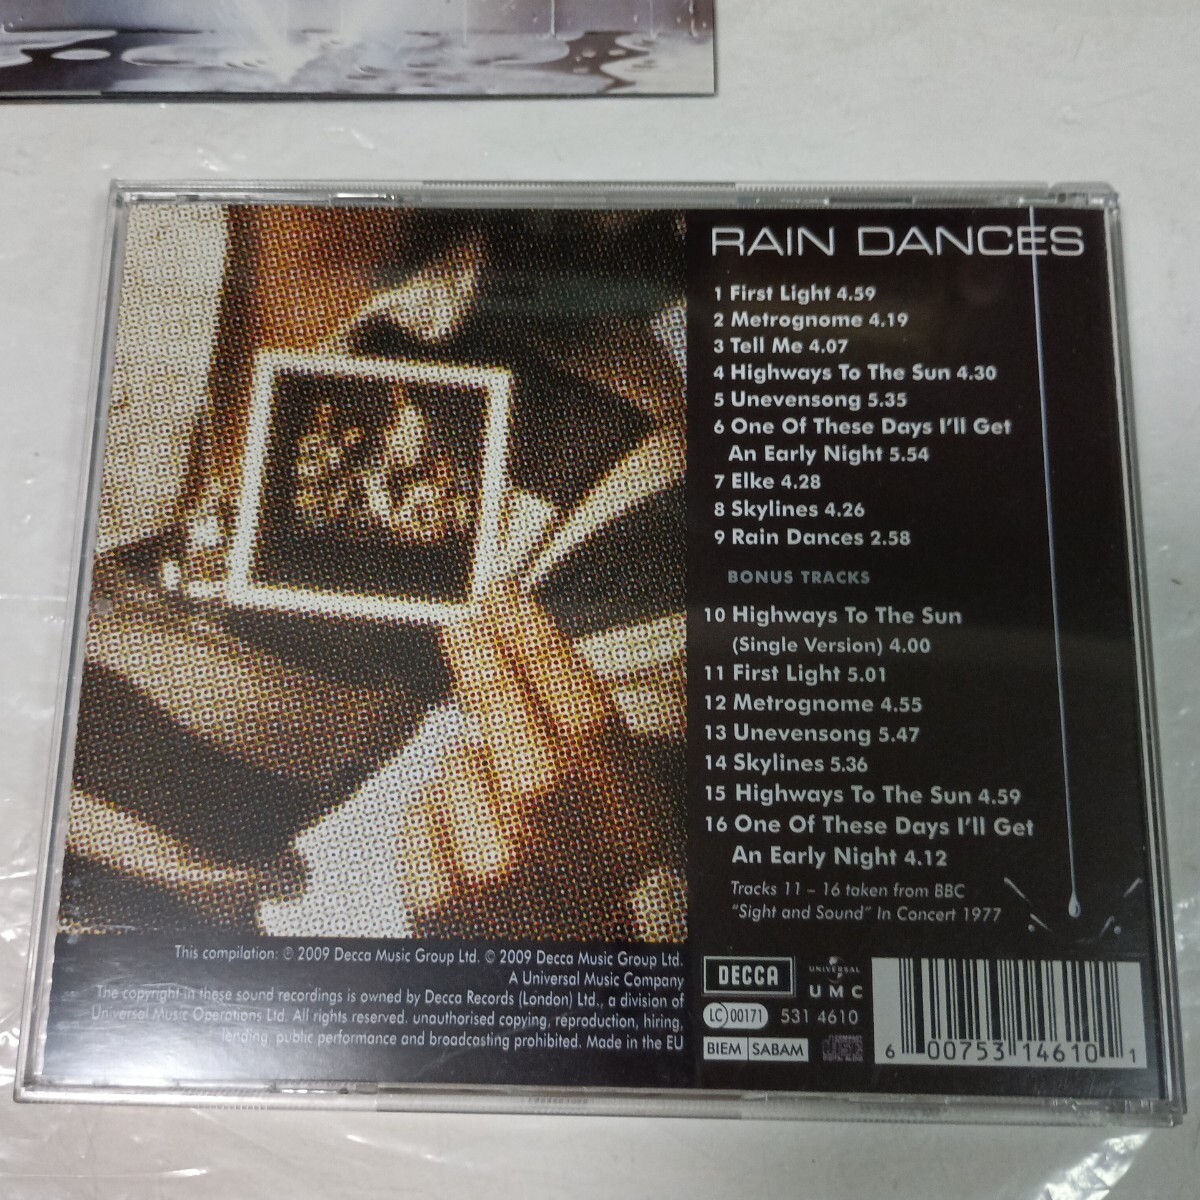 RAIN DANCES
1 First Light 4.59
2 Metrognome 4.19
3 Tell Me 4.07
4 Highways To The Sun 4.30
5 Unevensong 5.35
6 One Of These Days I'll Get
An Early Night 5.54
7 Elke 4.28
8 Skylines 4.26
9 Rain Dances 2.58
BONUS TRACKS
10 Highways To The Sun
(Single Version) 4.00
11 First Light 5.01
12 Metrognome 4.55
13 Unevensong 5.47
14 Skylines 5.36
15 Highways To The Sun 4.59
16 One Of These Days I'll Get
An Early Night 4.12
Tracks 11 – 16 taken from BBC
"Sight and Sound" In Concert 1977
This compilation: ℗ 2009 Decca Music Group Ltd. © 2009 Decca Music Group Ltd.
A Universal Music Company
The copyright in these sound recordings is owned by Decca Records (London) Ltd., a division of
Universal Music Operations Ltd. All rights reserved. unauthorised copying, reproduction, hiring,
lending, public performance and broadcasting prohibited. Made in the EU
DECCA
UNIVERSAL
UMC
LC 00171
531 4610
BIEM SABAM
6 00753 14610 1